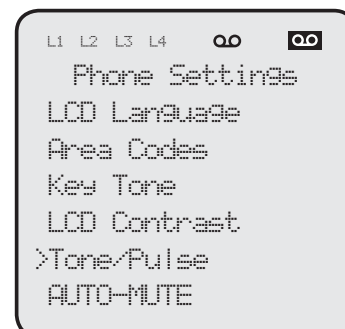 L1 L2 L3 L4
Phone Settings
LCD Language
Area Codes
Key Tone
LCD Contrast
>Tone/Pulse
AUTO-MUTE